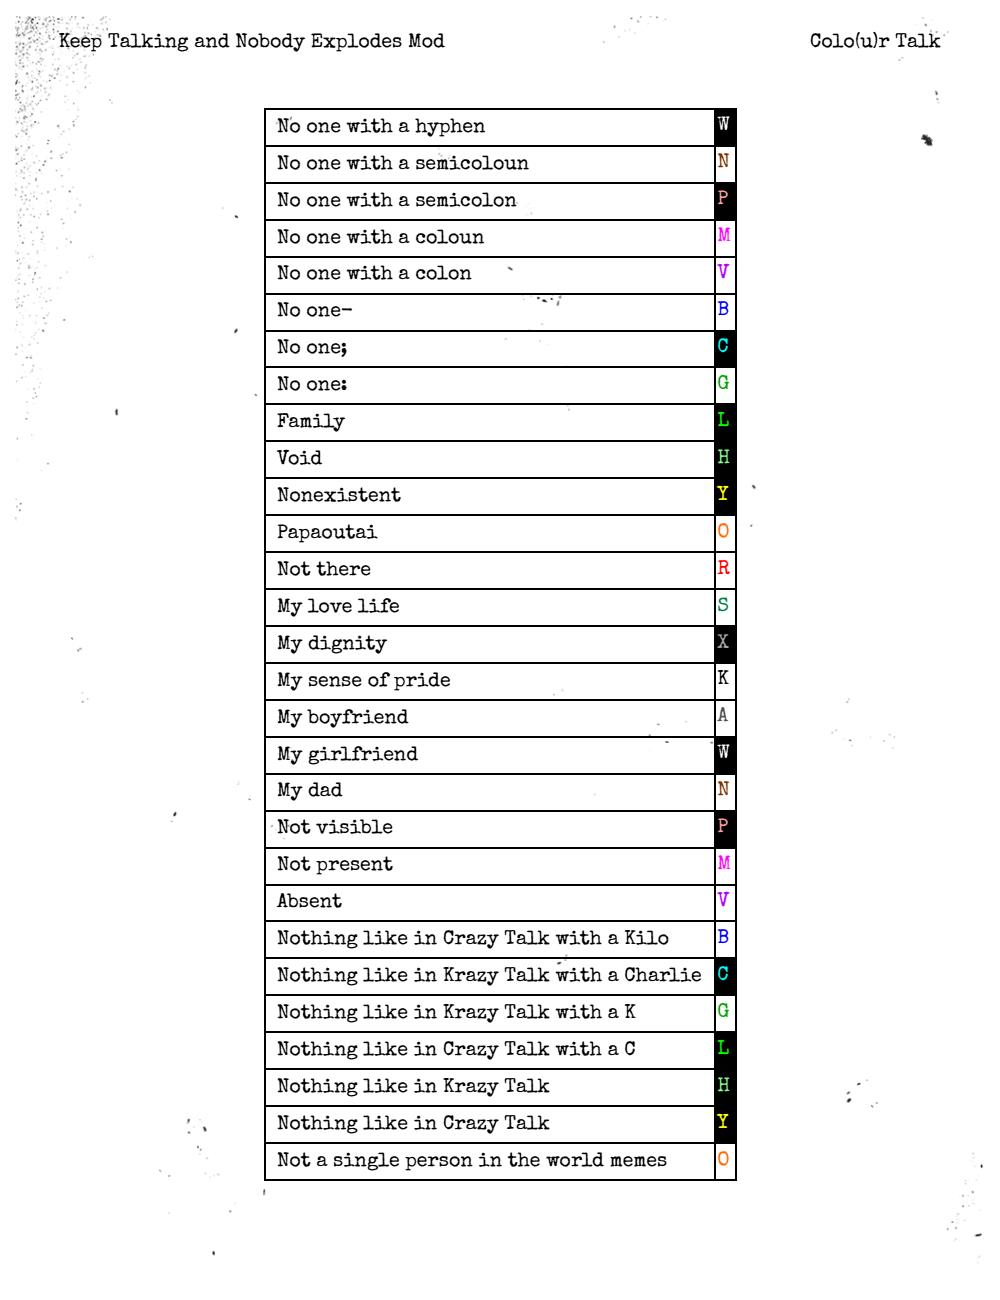 Keep Talking and Nobody Explodes Mod Colo(u)r Talk
No one with a hyphen W
No one with a semicoloun N
No one with a semicolon P
No one with a coloun M
No one with a colon V
No one- B
No one; C
No one: G
Family L
Void H
Nonexistent Y
Papaoutai O
Not there R
My love life S
My dignity X
My sense of pride K
My boyfriend A
My girlfriend W
My dad N
Not visible P
Not present M
Absent V
Nothing like in Crazy Talk with a Kilo B
Nothing like in Krazy Talk with a Charlie C
Nothing like in Krazy Talk with a K G
Nothing like in Crazy Talk with a C L
Nothing like in Krazy Talk H
Nothing like in Crazy Talk Y
Not a single person in the world memes O